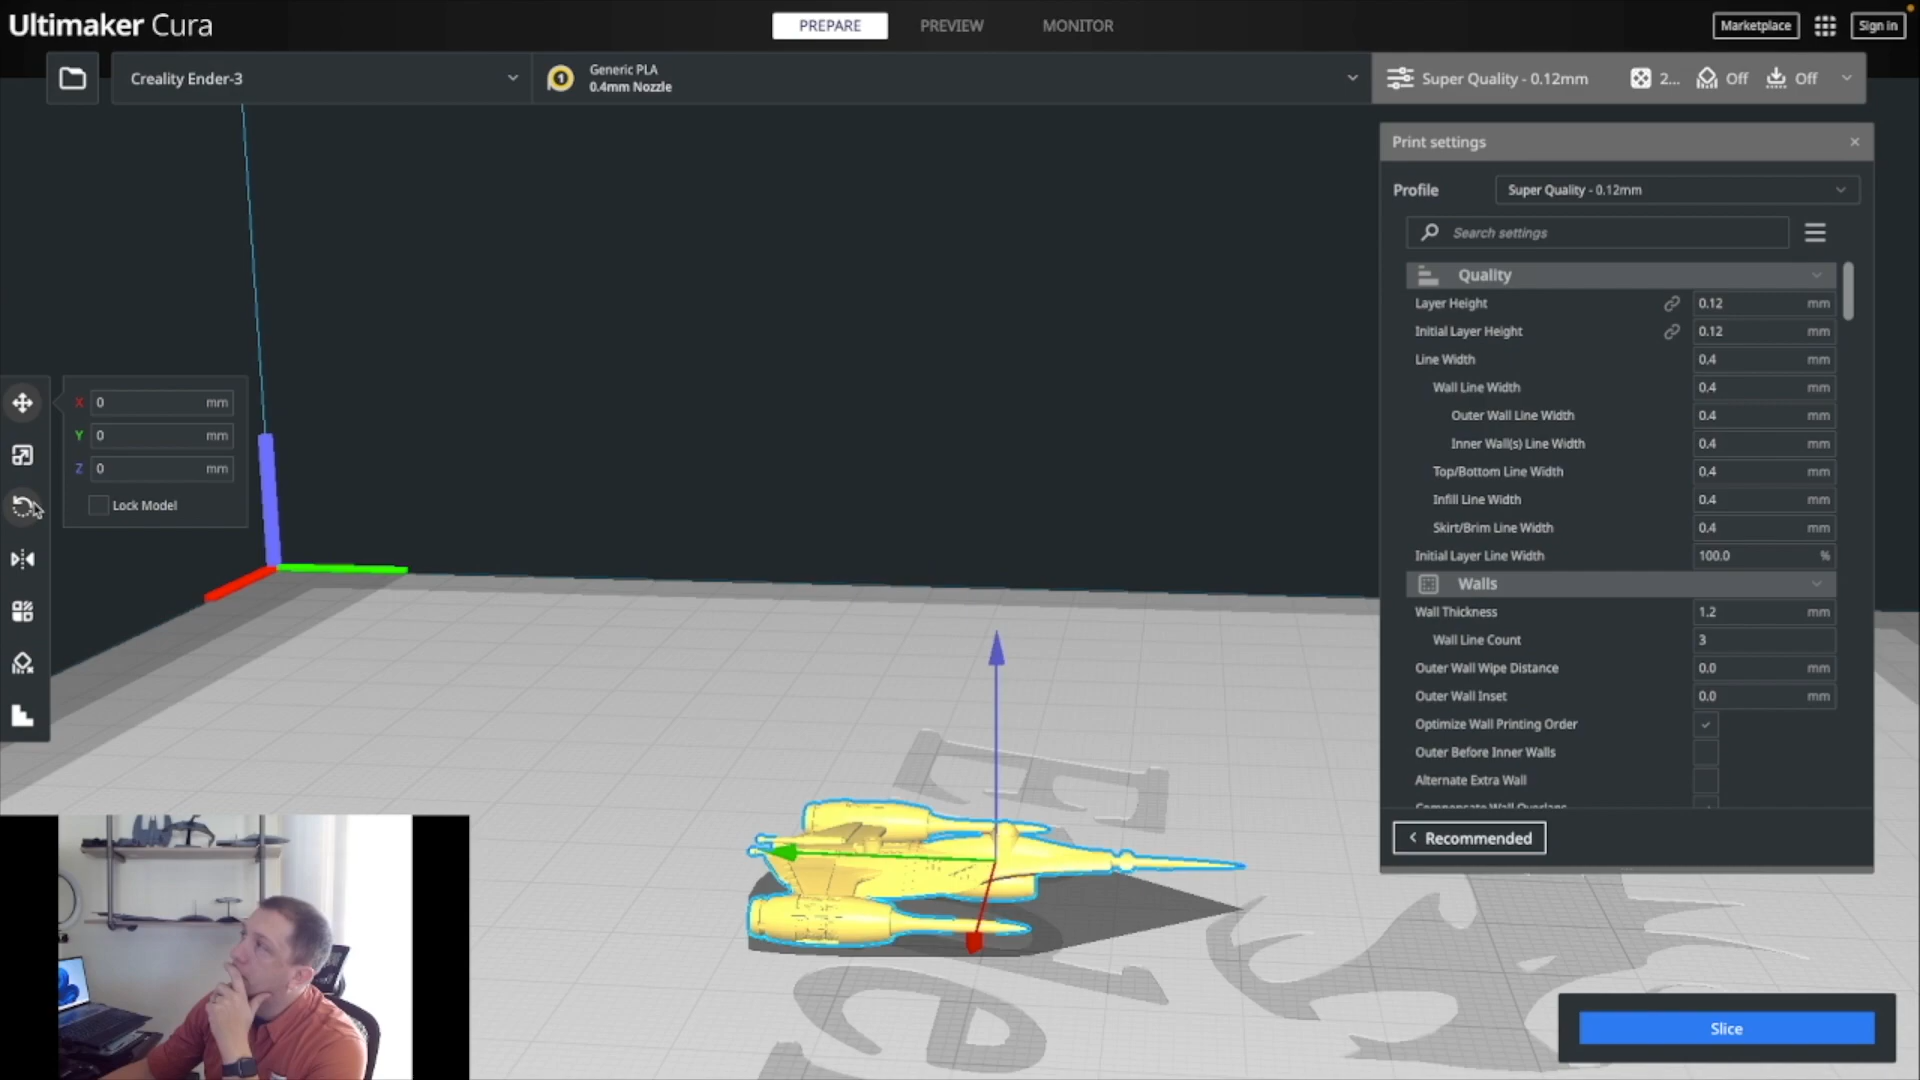 Ultimaker Cura
PREPARE
PREVIEW
MONITOR
Marketplace
Sign in
Creality Ender-3
1
Generic PLA
0.4mm Nozzle
Super Quality - 0.12mm
2...
Off
Off
Print settings
Profile
Super Quality - 0.12mm
Search settings
Quality
Layer Height 0.12 mm
Initial Layer Height 0.12 mm
Line Width 0.4 mm
Wall Line Width 0.4 mm
Outer Wall Line Width 0.4 mm
Inner Wall(s) Line Width 0.4 mm
Top/Bottom Line Width 0.4 mm
Infill Line Width 0.4 mm
Skirt/Brim Line Width 0.4 mm
Initial Layer Line Width 100.0 %
Walls
Wall Thickness 1.2 mm
Wall Line Count 3
Outer Wall Wipe Distance 0.0 mm
Outer Wall Inset 0.0 mm
Optimize Wall Printing Order
Outer Before Inner Walls
Alternate Extra Wall
Compensate Wall Overlaps
Recommended
X 0 mm
Y 0 mm
Z 0 mm
Lock Model
Slice